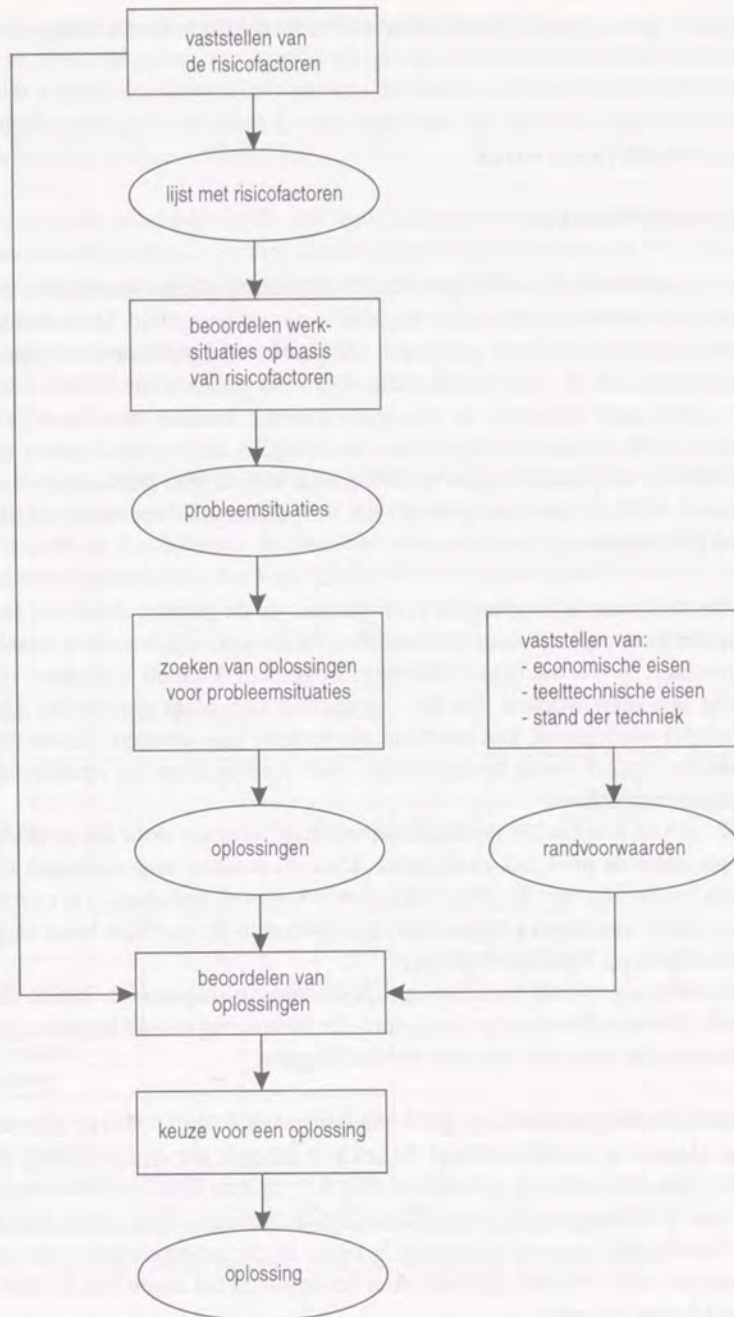 vaststellen van
de risicofactoren
lijst met risicofactoren
beoordelen werk-
situaties op basis
van risicofactoren
probleemsituaties
zoeken van oplossingen
voor probleemsituaties
vaststellen van:
- economische eisen
- teelttechnische eisen
- stand der techniek
oplossingen
randvoorwaarden
beoordelen van
oplossingen
keuze voor een oplossing
oplossing